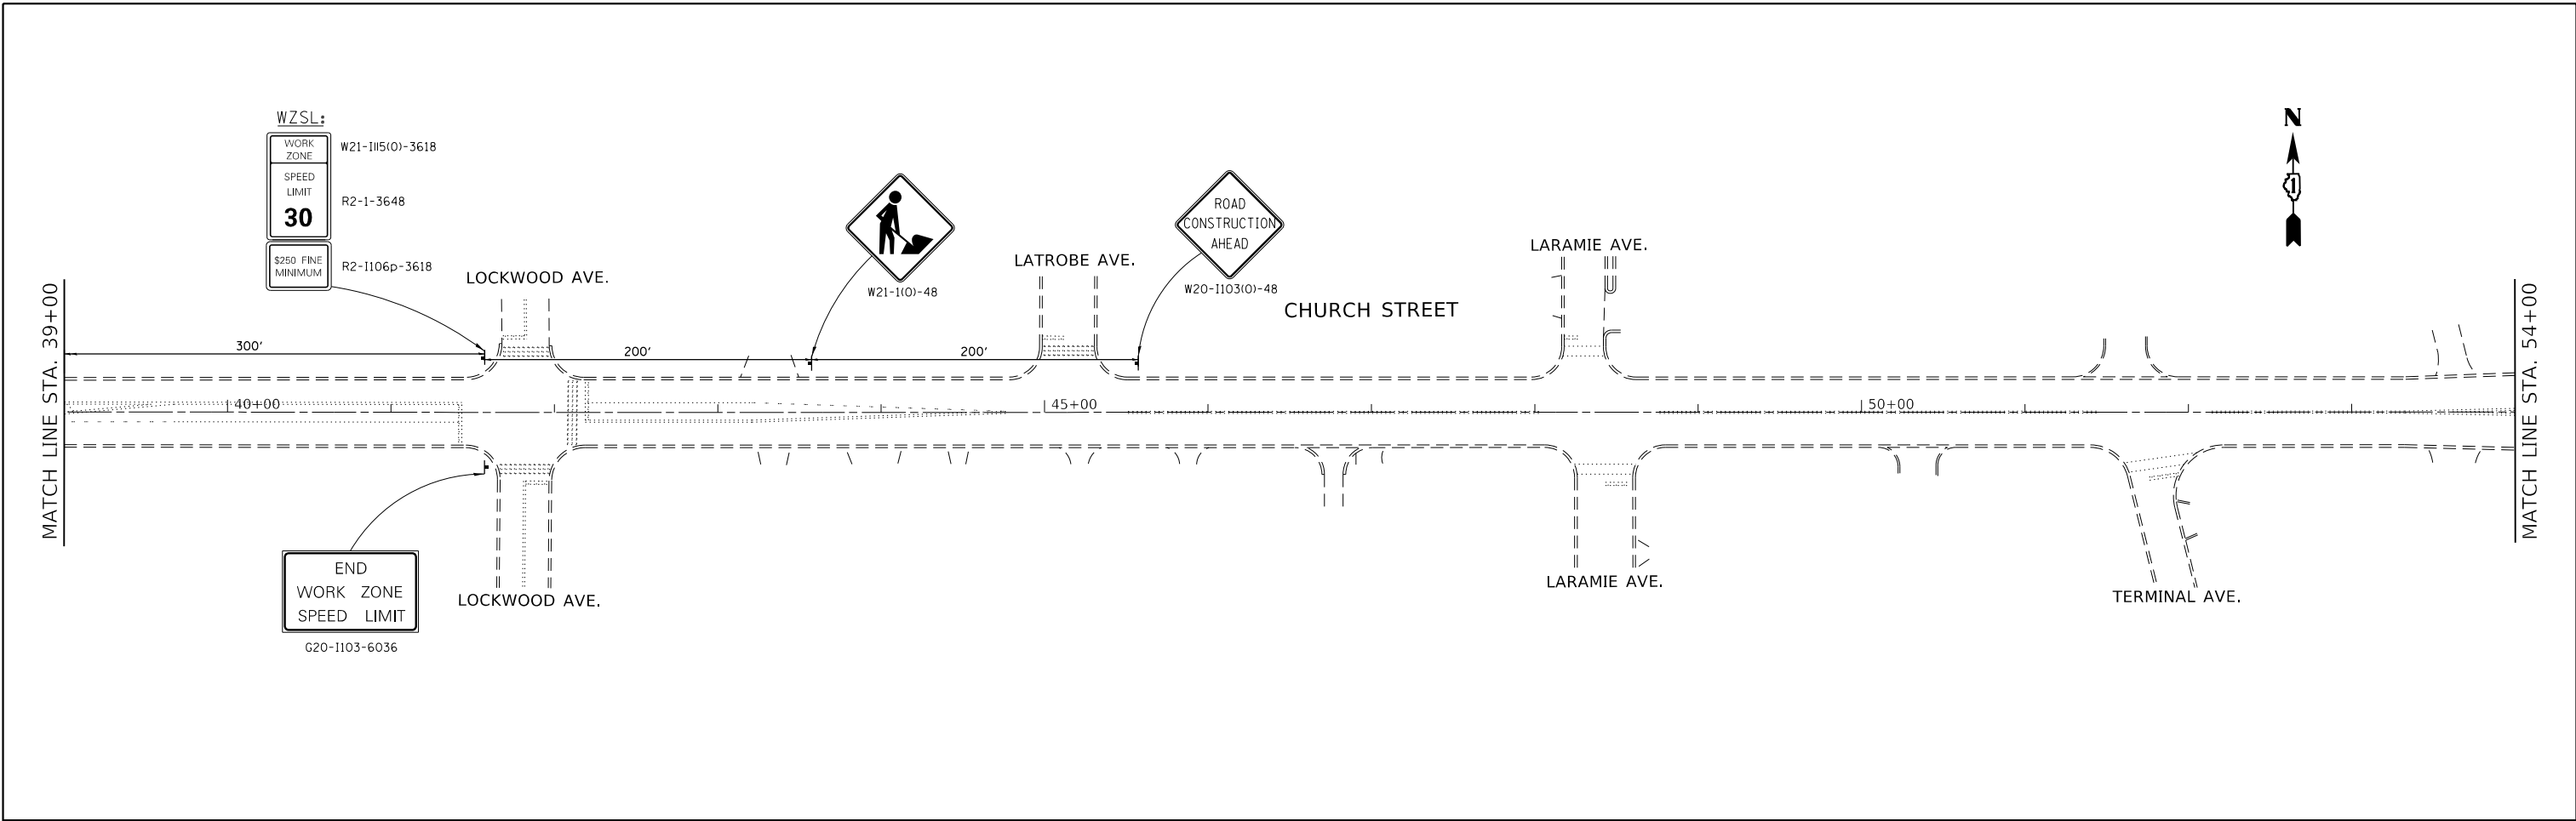 WZSL:
WORK
ZONE
W21-I115(O)-3618
SPEED
LIMIT
30
R2-1-3648
$250 FINE
MINIMUM
R2-I106p-3618
LOCKWOOD AVE.
W21-1(O)-48
LATROBE AVE.
ROAD
CONSTRUCTION
AHEAD
W20-I103(O)-48
CHURCH STREET
LARAMIE AVE.
N
1
MATCH LINE STA. 39+00
300'
200'
200'
40+00
45+00
50+00
MATCH LINE STA. 54+00
END
WORK ZONE
SPEED LIMIT
G20-I103-6036
LOCKWOOD AVE.
LARAMIE AVE.
TERMINAL AVE.